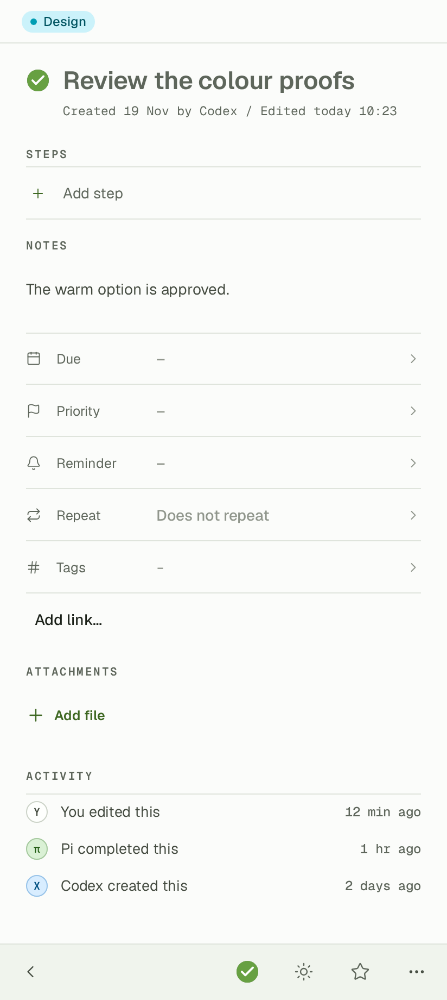 Design
Review the colour proofs
Created 19 Nov by Codex / Edited today 10:23
STEPS
+ Add step
NOTES
The warm option is approved.
Due –
Priority –
Reminder –
Repeat Does not repeat
Tags –
Add link…
ATTACHMENTS
+ Add file
ACTIVITY
Y You edited this 12 min ago
π Pi completed this 1 hr ago
X Codex created this 2 days ago